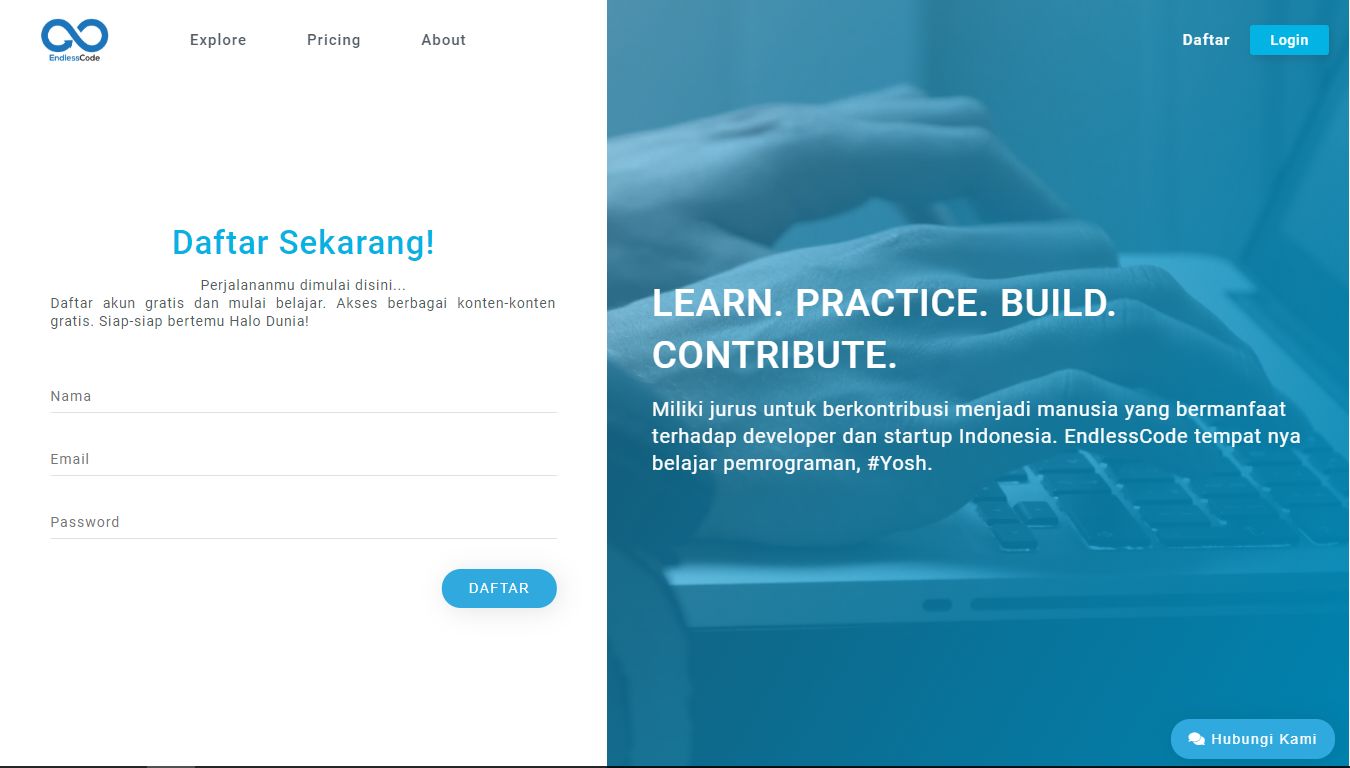 EndlessCode
Explore
Pricing
About
Daftar
Login
Daftar Sekarang!
Perjalananmu dimulai disini...
Daftar akun gratis dan mulai belajar. Akses berbagai konten-konten
gratis. Siap-siap bertemu Halo Dunia!
Nama
Email
Password
DAFTAR
LEARN. PRACTICE. BUILD.
CONTRIBUTE.
Miliki jurus untuk berkontribusi menjadi manusia yang bermanfaat
terhadap developer dan startup Indonesia. EndlessCode tempat nya
belajar pemrograman, #Yosh.
Hubungi Kami